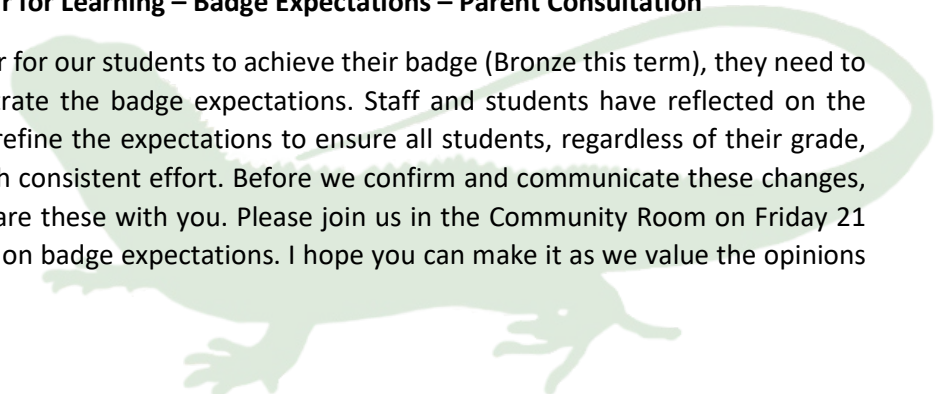 r for Learning – Badge Expectations – Parent Consultation
r for our students to achieve their badge (Bronze this term), they need to
rate the badge expectations. Staff and students have reflected on the
refine the expectations to ensure all students, regardless of their grade,
h consistent effort. Before we confirm and communicate these changes,
are these with you. Please join us in the Community Room on Friday 21
on badge expectations. I hope you can make it as we value the opinions